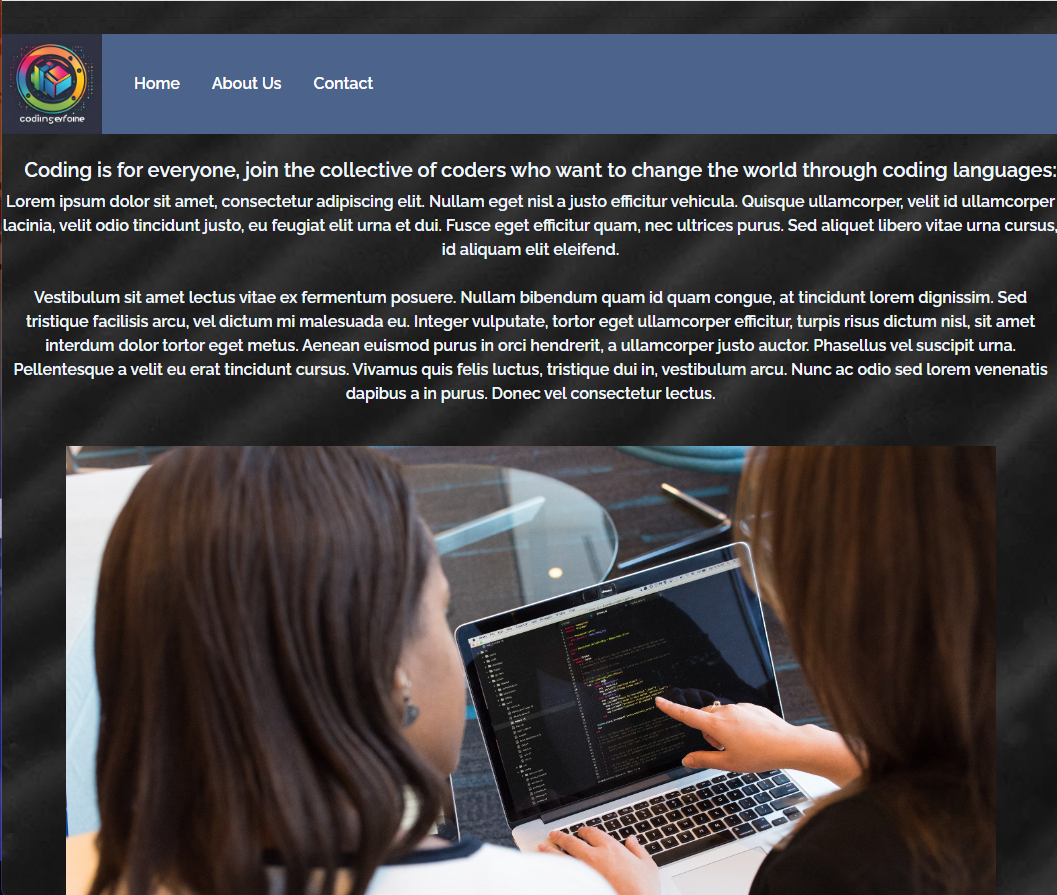 codiingevfoine
Home About Us Contact
Coding is for everyone, join the collective of coders who want to change the world through coding languages:
Lorem ipsum dolor sit amet, consectetur adipiscing elit. Nullam eget nisl a justo efficitur vehicula. Quisque ullamcorper, velit id ullamcorper
lacinia, velit odio tincidunt justo, eu feugiat elit urna et dui. Fusce eget efficitur quam, nec ultrices purus. Sed aliquet libero vitae urna cursus,
id aliquam elit eleifend.
Vestibulum sit amet lectus vitae ex fermentum posuere. Nullam bibendum quam id quam congue, at tincidunt lorem dignissim. Sed
tristique facilisis arcu, vel dictum mi malesuada eu. Integer vulputate, tortor eget ullamcorper efficitur, turpis risus dictum nisl, sit amet
interdum dolor tortor eget metus. Aenean euismod purus in orci hendrerit, a ullamcorper justo auctor. Phasellus vel suscipit urna.
Pellentesque a velit eu erat tincidunt cursus. Vivamus quis felis luctus, tristique dui in, vestibulum arcu. Nunc ac odio sed lorem venenatis
dapibus a in purus. Donec vel consectetur lectus.